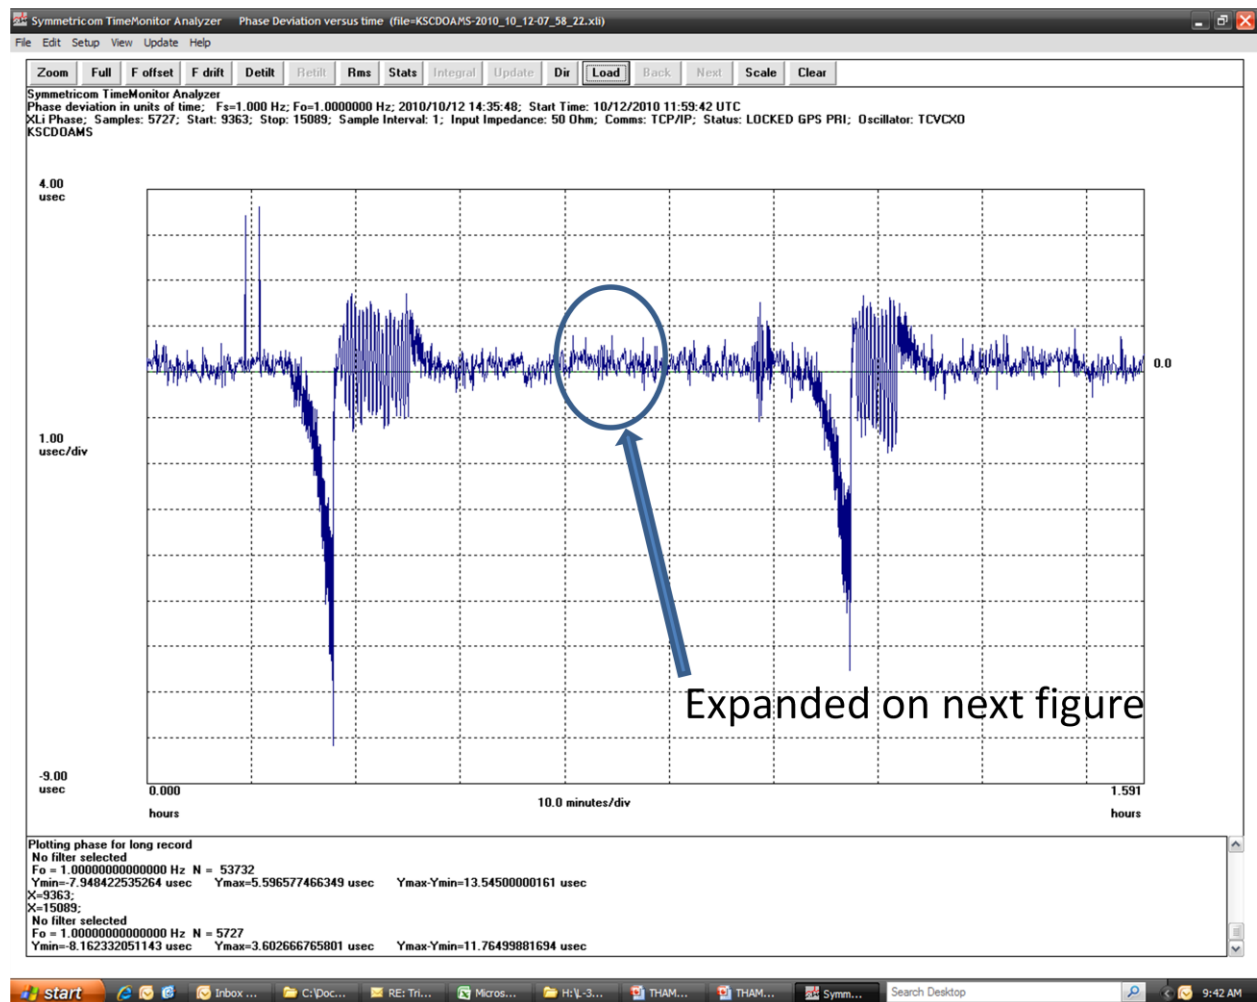 Symmetricom TimeMonitor Analyzer Phase Deviation versus time (file=KSCDOAMS-2010_10_12-07_58_22.xli)
File Edit Setup View Update Help
Zoom Full F offset F drift Detilt Retilt Rms Stats Integral Update Dir Load Back Next Scale Clear
Symmetricom TimeMonitor Analyzer
Phase deviation in units of time; Fs=1.000 Hz; Fo=1.0000000 Hz; 2010/10/12 14:35:48; Start Time: 10/12/2010 11:59:42 UTC
XLi Phase; Samples: 5727; Start: 9363; Stop: 15089; Sample Interval: 1; Input Impedance: 50 Ohm; Comms: TCP/IP; Status: LOCKED GPS PRI; Oscillator: TCVCXO
KSCDOAMS
4.00
usec
0.0
1.00
usec/div
Expanded on next figure
-9.00
usec
0.000
hours
10.0 minutes/div
1.591
hours
Plotting phase for long record
No filter selected
Fo = 1.00000000000000 Hz N = 53732
Ymin=-7.948422535264 usec Ymax=5.596577466349 usec Ymax-Ymin=13.54500000161 usec
X=9363;
X=15089;
No filter selected
Fo = 1.00000000000000 Hz N = 5727
Ymin=-8.162332051143 usec Ymax=3.602666765801 usec Ymax-Ymin=11.76499881694 usec
start Inbox ... C:\Doc... RE: Tri... Micros... H:\L-3... THAM... THAM... Symm... Search Desktop 9:42 AM